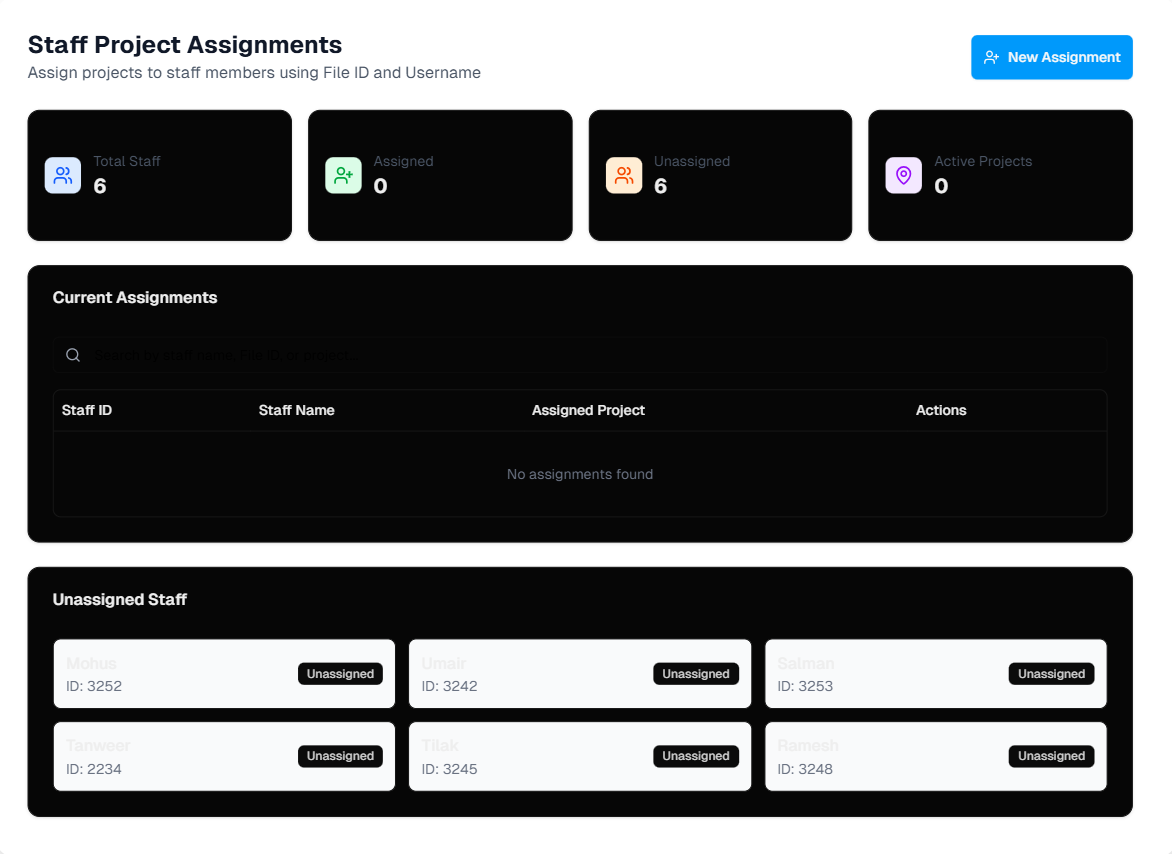 Staff Project Assignments
Assign projects to staff members using File ID and Username
New Assignment
Total Staff
6
Assigned
0
Unassigned
6
Active Projects
0
Current Assignments
Search by staff name, File ID, or project...
Staff ID Staff Name Assigned Project Actions
No assignments found
Unassigned Staff
Mohus
ID: 3252
Unassigned
Umair
ID: 3242
Unassigned
Salman
ID: 3253
Unassigned
Tanweer
ID: 2234
Unassigned
Tilak
ID: 3245
Unassigned
Ramesh
ID: 3248
Unassigned